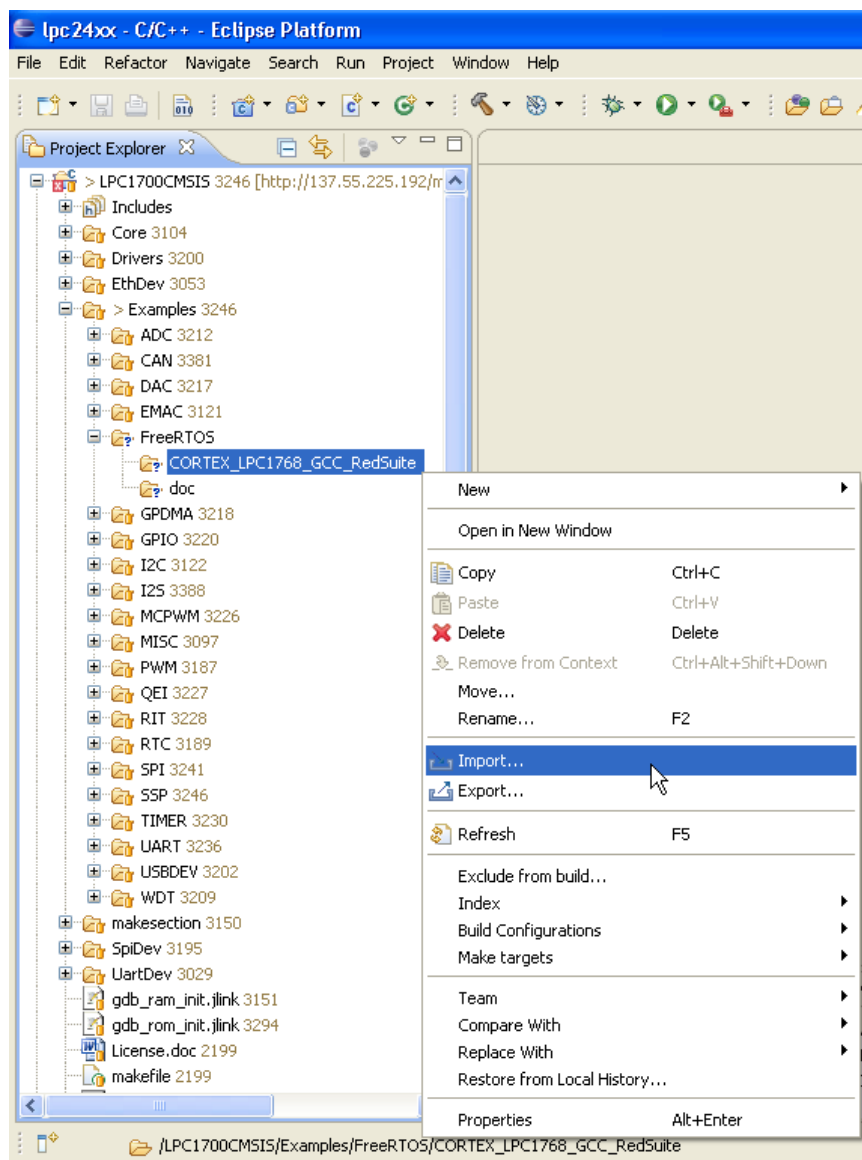 lpc24xx - C/C++ - Eclipse Platform
File Edit Refactor Navigate Search Run Project Window Help
010
Project Explorer
> LPC1700CMSIS 3246 [http://137.55.225.192/m
Includes
Core 3104
Drivers 3200
EthDev 3053
> Examples 3246
ADC 3212
CAN 3381
DAC 3217
EMAC 3121
FreeRTOS
CORTEX_LPC1768_GCC_RedSuite
doc
GPDMA 3218
GPIO 3220
I2C 3122
I2S 3388
MCPWM 3226
MISC 3097
PWM 3187
QEI 3227
RIT 3228
RTC 3189
SPI 3241
SSP 3246
TIMER 3230
UART 3236
USBDEV 3202
WDT 3209
makesection 3150
SpiDev 3195
UartDev 3029
gdb_ram_init.jlink 3151
gdb_rom_init.jlink 3294
License.doc 2199
makefile 2199
New
Open in New Window
Copy Ctrl+C
Paste Ctrl+V
Delete Delete
Remove from Context Ctrl+Alt+Shift+Down
Move...
Rename... F2
Import...
Export...
Refresh F5
Exclude from build...
Index
Build Configurations
Make targets
Team
Compare With
Replace With
Restore from Local History...
Properties Alt+Enter
/LPC1700CMSIS/Examples/FreeRTOS/CORTEX_LPC1768_GCC_RedSuite